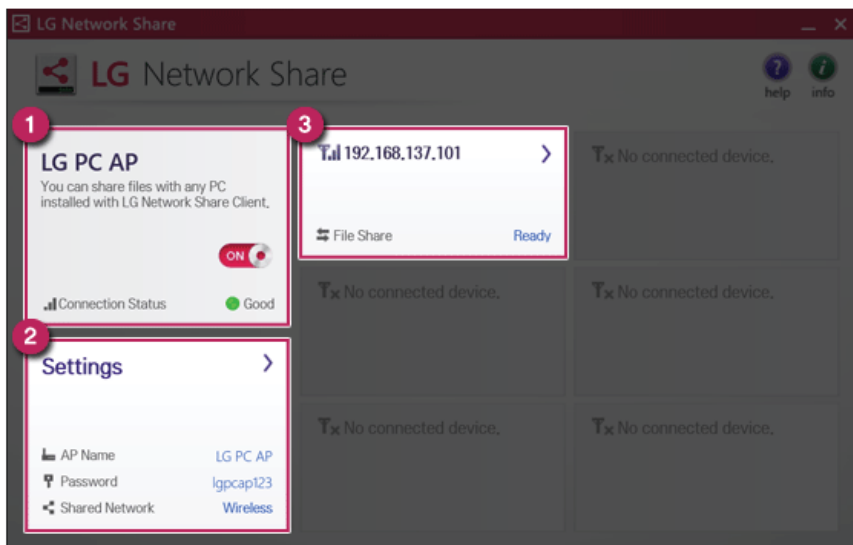 LG Network Share
LG Network Share
help
info
1
LG PC AP
You can share files with any PC
installed with LG Network Share Client.
ON
Connection Status
Good
2
Settings
AP Name
LG PC AP
Password
lgpcap123
Shared Network
Wireless
3
192.168.137.101
File Share
Ready
No connected device.
No connected device.
No connected device.
No connected device.
No connected device.